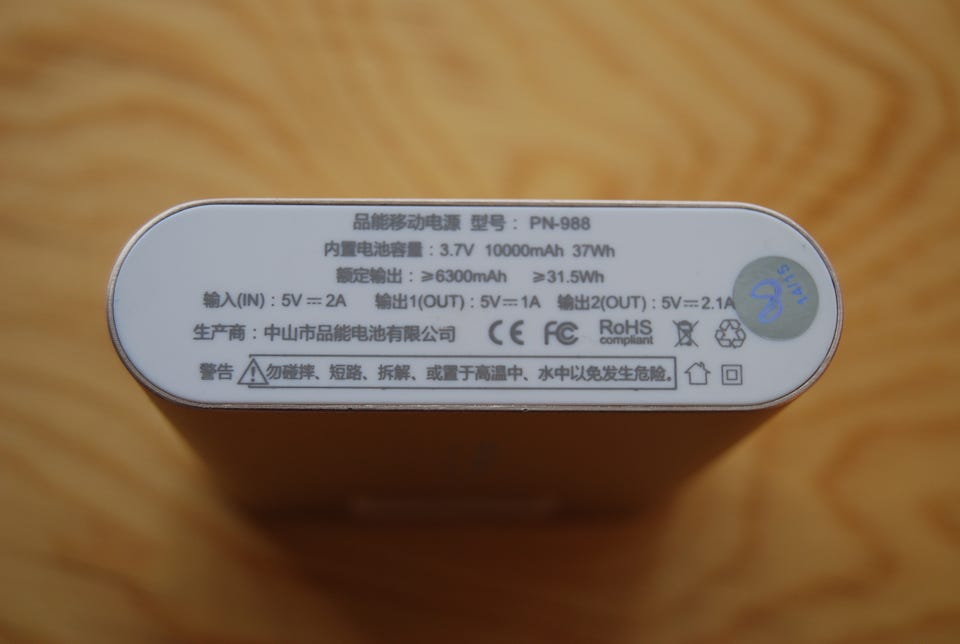 品能移动电源 型号：PN-988
内置电池容量：3.7V 10000mAh 37Wh
额定输出：≥6300mAh ≥31.5Wh
输入(IN)：5V⎓2A 输出1(OUT)：5V⎓1A 输出2(OUT)：5V⎓2.1A
生产商：中山市品能电池有限公司 CE FC RoHS
compliant
警告 勿碰摔、短路、拆解、或置于高温中、水中以免发生危险。
14/15